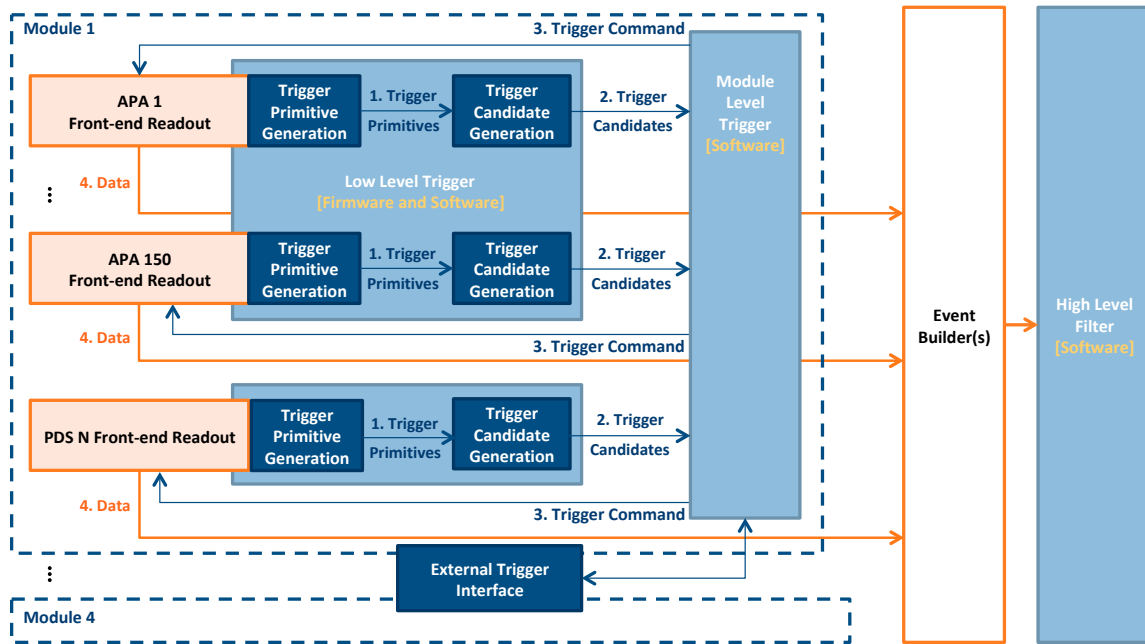 Module 1
3. Trigger Command
APA 1
Front-end Readout
Trigger
Primitive
Generation
1. Trigger
Primitives
Trigger
Candidate
Generation
2. Trigger
Candidates
Module
Level
Trigger
[Software]
4. Data
Low Level Trigger
[Firmware and Software]
APA 150
Front-end Readout
Trigger
Primitive
Generation
1. Trigger
Primitives
Trigger
Candidate
Generation
2. Trigger
Candidates
4. Data
3. Trigger Command
Event
Builder(s)
High Level
Filter
[Software]
PDS N Front-end Readout
Trigger
Primitive
Generation
1. Trigger
Primitives
Trigger
Candidate
Generation
2. Trigger
Candidates
4. Data
3. Trigger Command
External Trigger
Interface
Module 4